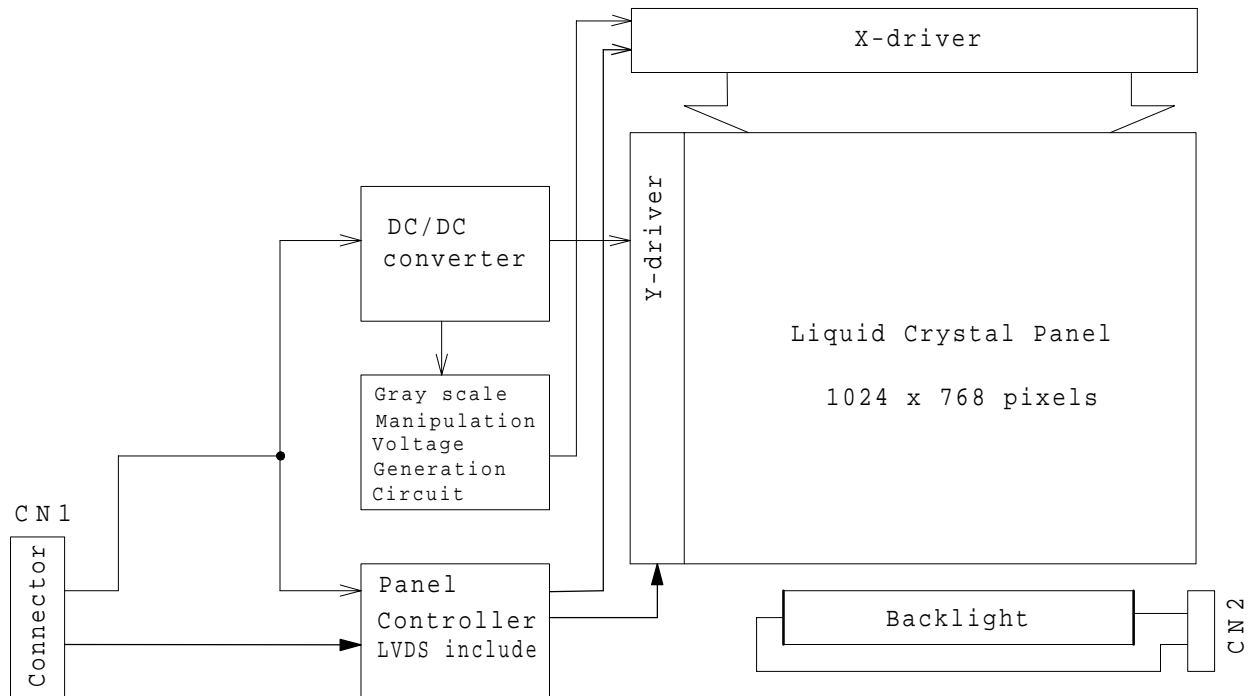 X-driver
Y-driver
DC/DC
converter
Liquid Crystal Panel
1024 x 768 pixels
Gray scale
Manipulation
Voltage
Generation
Circuit
CN1
Connector
Panel
Controller
LVDS include
Backlight
CN2